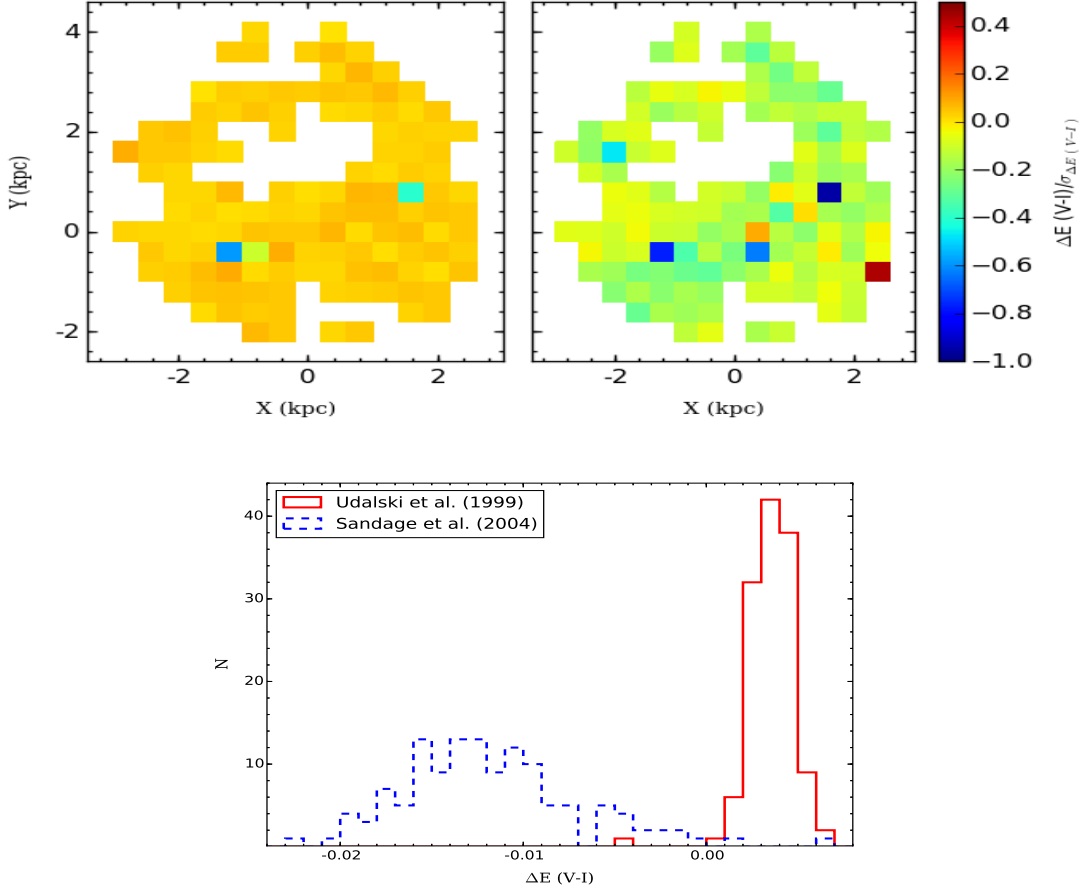 4
2
0
-2
Y (kpc)
-2 0 2
X (kpc)
-2 0 2
X (kpc)
0.4
0.2
0.0
−0.2
−0.4
−0.6
−0.8
−1.0
ΔE (V-I)/σΔE (V−I)
Udalski et al. (1999)
Sandage et al. (2004)
40
30
20
10
N
-0.02 -0.01 0.00
ΔE (V-I)